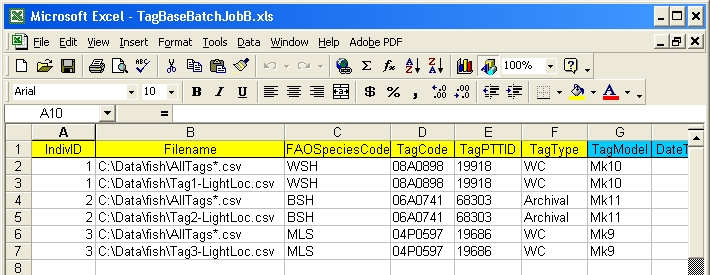 Microsoft Excel - TagBaseBatchJobB.xls
File Edit View Insert Format Tools Data Window Help Adobe PDF
ABC Σ fx A Z Z A 100% ?
Arial 10 B I U $ % , .00
A10 =
A B C D E F G
1 IndivID Filename FAOSpeciesCode TagCode TagPTTID TagType TagModel DateT
2 1 C:\Data\fish\AllTags*.csv WSH 08A0898 19918 WC Mk10
3 1 C:\Data\fish\Tag1-LightLoc.csv WSH 08A0898 19918 WC Mk10
4 2 C:\Data\fish\AllTags*.csv BSH 06A0741 68303 Archival Mk11
5 2 C:\Data\fish\Tag2-LightLoc.csv BSH 06A0741 68303 Archival Mk11
6 3 C:\Data\fish\AllTags*.csv MLS 04P0597 19686 WC Mk9
7 3 C:\Data\fish\Tag3-LightLoc.csv MLS 04P0597 19686 WC Mk9